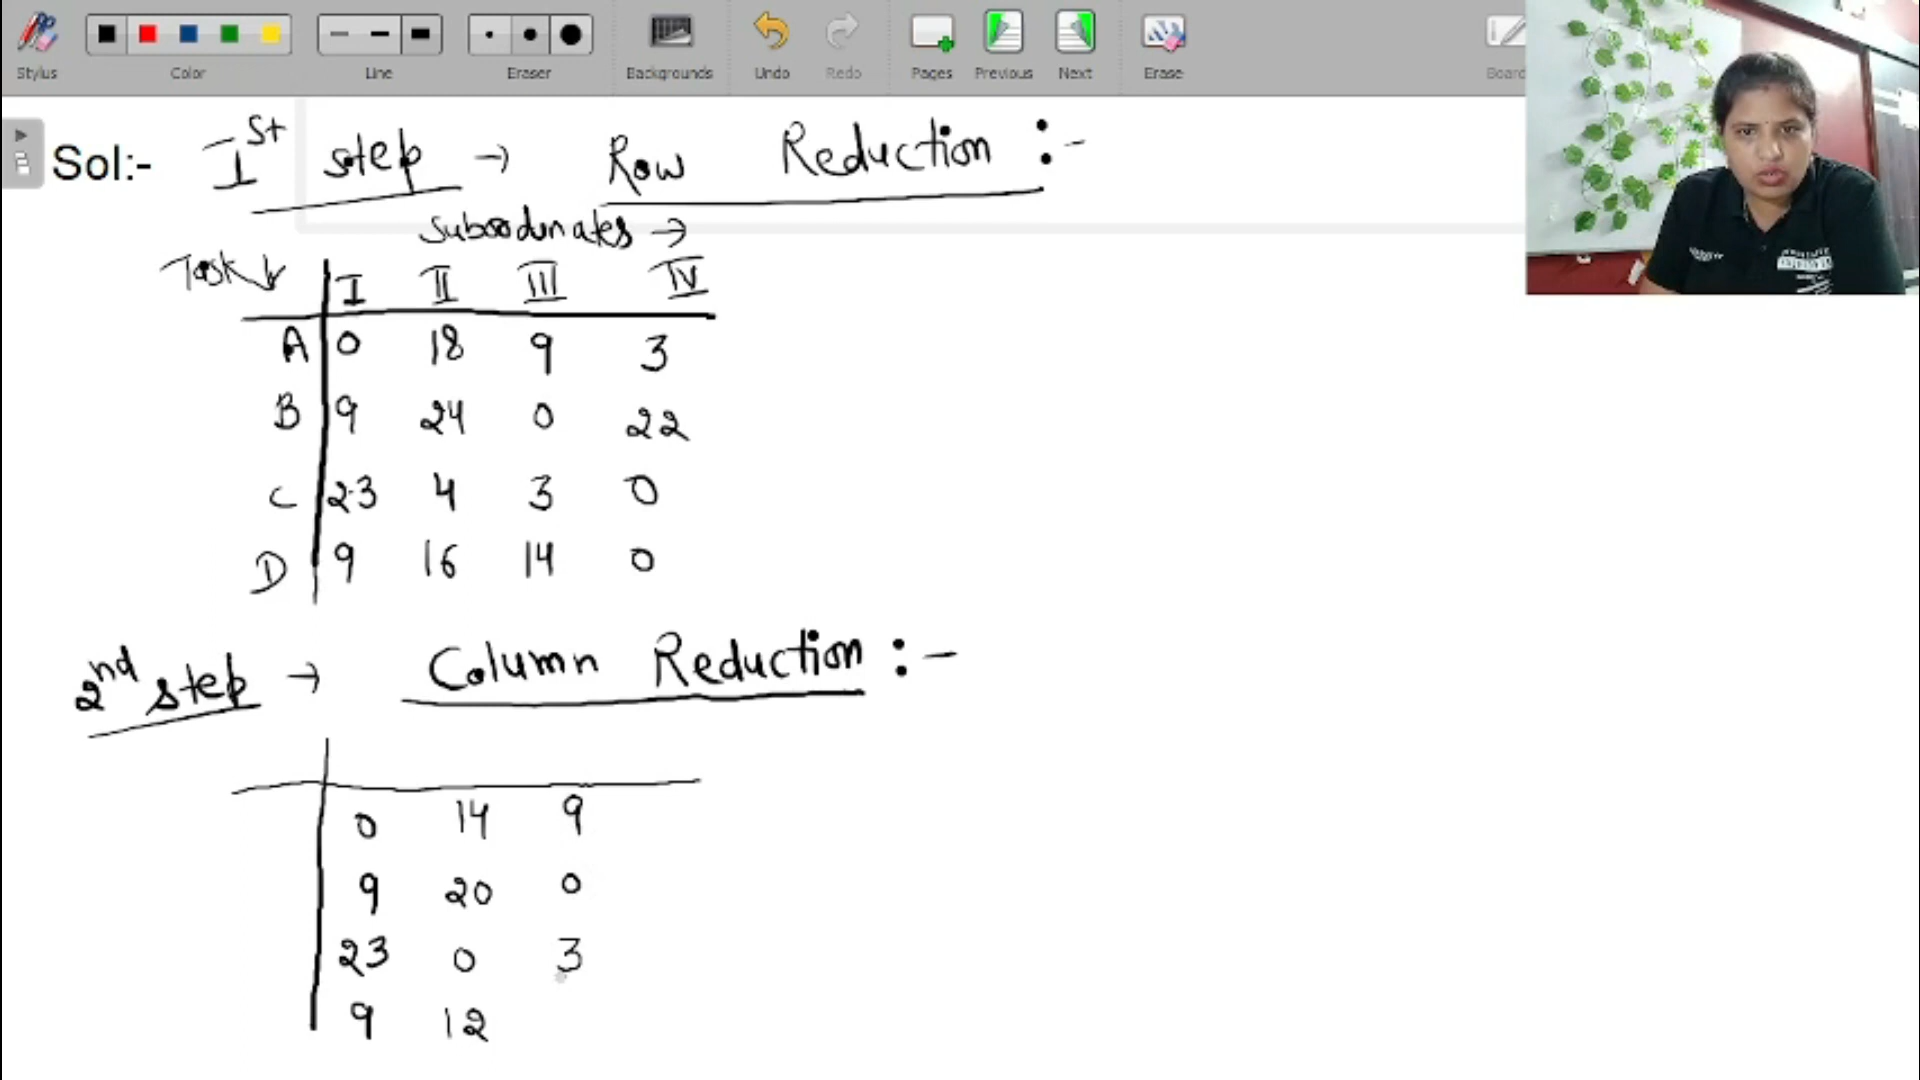 Stylus Color Line Eraser Backgrounds Undo Redo Pages Previous Next Erase Board
Sol:- Ist step → Row Reduction :-
Subordinates →
Task ↓ I II III IV
A 0 18 9 3
B 9 24 0 22
C 23 4 3 0
D 9 16 14 0
2nd step → Column Reduction :-
0 14 9
9 20 0
23 0 3
9 12